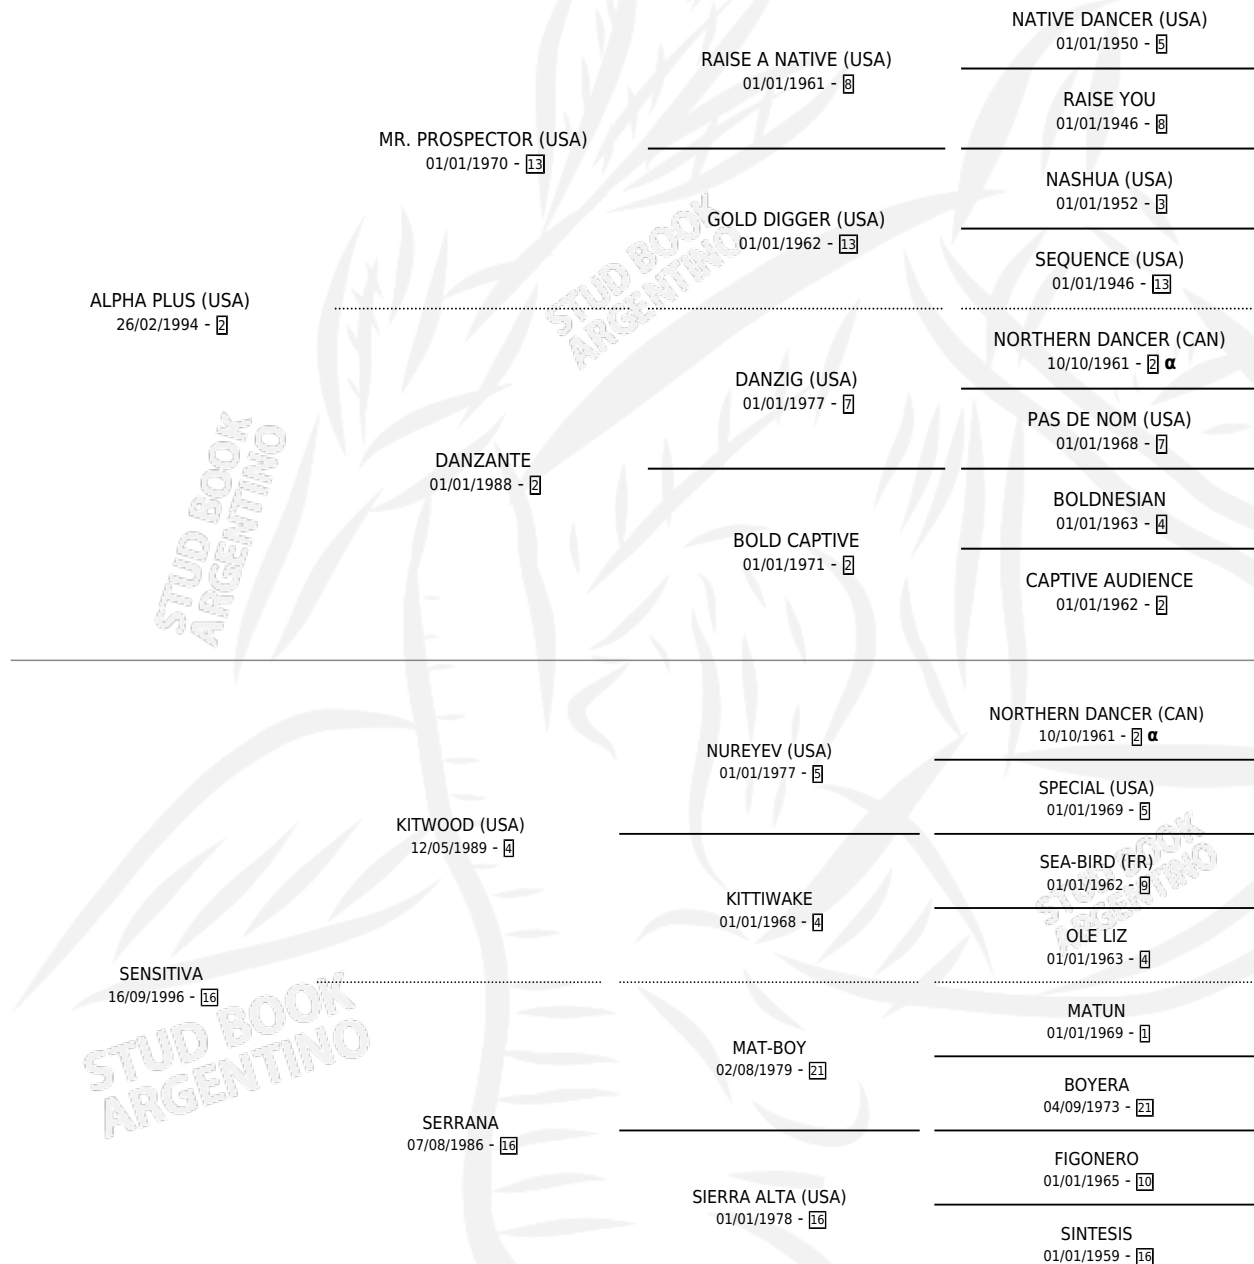 NATIVE DANCER (USA)
01/01/1950 - 5
RAISE A NATIVE (USA)
01/01/1961 - 8
RAISE YOU
01/01/1946 - 8
MR. PROSPECTOR (USA)
01/01/1970 - 13
NASHUA (USA)
01/01/1952 - 3
GOLD DIGGER (USA)
01/01/1962 - 13
SEQUENCE (USA)
01/01/1946 - 13
ALPHA PLUS (USA)
26/02/1994 - 2
NORTHERN DANCER (CAN)
10/10/1961 - 2 α
DANZIG (USA)
01/01/1977 - 7
PAS DE NOM (USA)
01/01/1968 - 7
DANZANTE
01/01/1988 - 2
BOLDNESIAN
01/01/1963 - 4
BOLD CAPTIVE
01/01/1971 - 2
CAPTIVE AUDIENCE
01/01/1962 - 2
NORTHERN DANCER (CAN)
10/10/1961 - 2 α
NUREYEV (USA)
01/01/1977 - 5
SPECIAL (USA)
01/01/1969 - 5
KITWOOD (USA)
12/05/1989 - 4
SEA-BIRD (FR)
01/01/1962 - 9
KITTIWAKE
01/01/1968 - 4
OLE LIZ
01/01/1963 - 4
SENSITIVA
16/09/1996 - 16
MATUN
01/01/1969 - 1
MAT-BOY
02/08/1979 - 21
BOYERA
04/09/1973 - 21
SERRANA
07/08/1986 - 16
FIGONERO
01/01/1965 - 10
SIERRA ALTA (USA)
01/01/1978 - 16
SINTESIS
01/01/1959 - 16
STUD BOOK
ARGENTINO
STUD BOOK
ARGENTINO
STUD BOOK
ARGENTINO
STUD BOOK
ARGENTINO